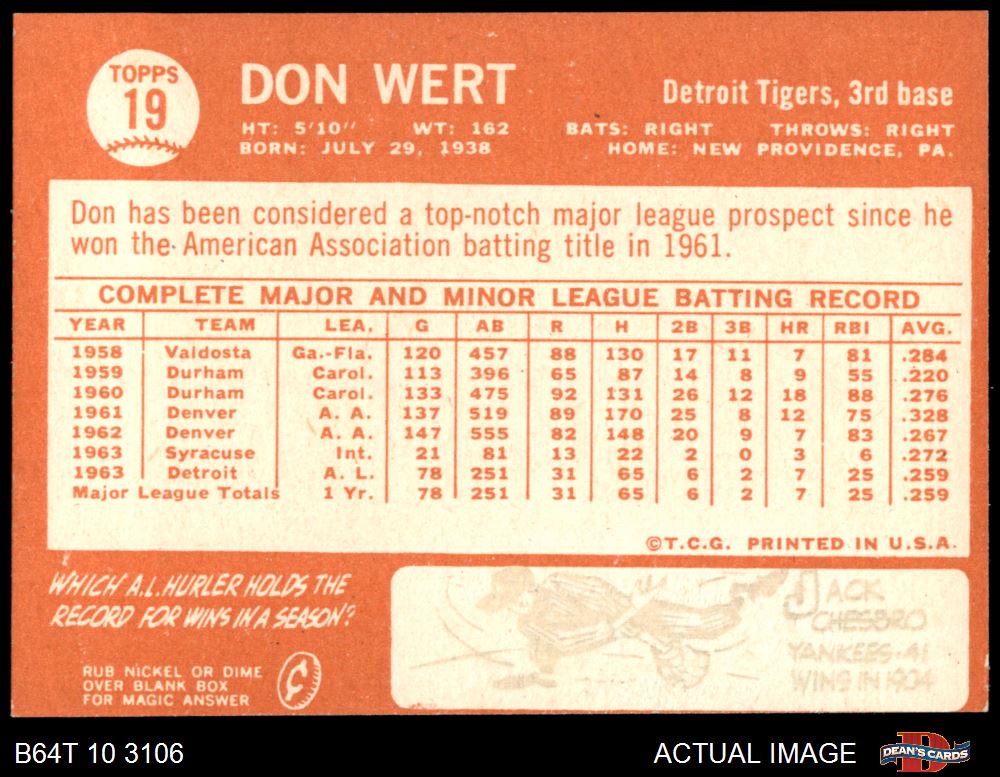 TOPPS
19
DON WERT
Detroit Tigers, 3rd base
HT: 5'10" WT: 162 BATS: RIGHT THROWS: RIGHT
BORN: JULY 29, 1938 HOME: NEW PROVIDENCE, PA.
Don has been considered a top-notch major league prospect since he
won the American Association batting title in 1961.
COMPLETE MAJOR AND MINOR LEAGUE BATTING RECORD
YEAR TEAM LEA. G AB R H 2B 3B HR RBI AVG.
1958 Valdosta Ga.-Fla. 120 457 88 130 17 11 7 81 .284
1959 Durham Carol. 113 396 65 87 14 8 9 55 .220
1960 Durham Carol. 133 475 92 131 26 12 18 88 .276
1961 Denver A. A. 137 519 89 170 25 8 12 75 .328
1962 Denver A. A. 147 555 82 148 20 9 7 83 .267
1963 Syracuse Int. 21 81 13 22 2 0 3 6 .272
1963 Detroit A. L. 78 251 31 65 6 2 7 25 .259
Major League Totals 1 Yr. 78 251 31 65 6 2 7 25 .259
©T.C.G. PRINTED IN U.S.A.
WHICH A.L. HURLER HOLDS THE
RECORD FOR WINS IN A SEASON?
RUB NICKEL OR DIME
OVER BLANK BOX
FOR MAGIC ANSWER
¢
JACK
CHESBRO
YANKEES-41
WINS IN 1904
B64T 10 3106
ACTUAL IMAGE
DEAN'S CARDS